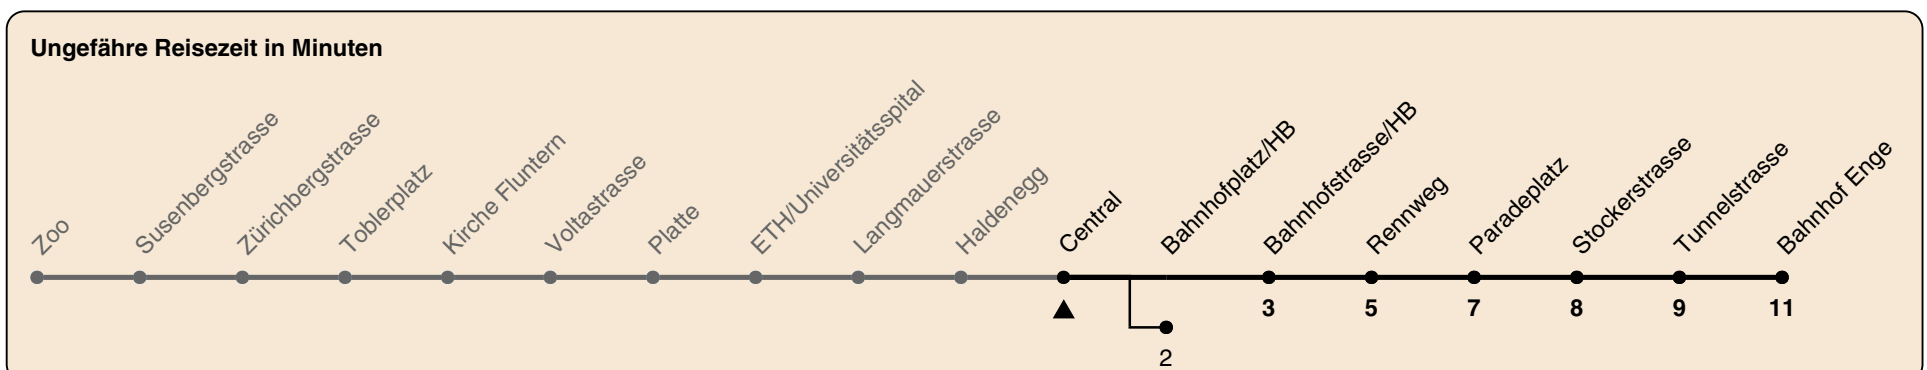 Ungefähre Reisezeit in Minuten
Zoo
Susenbergstrasse
Zürichbergstrasse
Toblerplatz
Kirche Fluntern
Voltastrasse
Platte
ETH/Universitätsspital
Langmauerstrasse
Haldenegg
Central
Bahnhofplatz/HB
Bahnhofstrasse/HB
Rennweg
Paradeplatz
Stockerstrasse
Tunnelstrasse
Bahnhof Enge
3 5 7 8 9 11
2